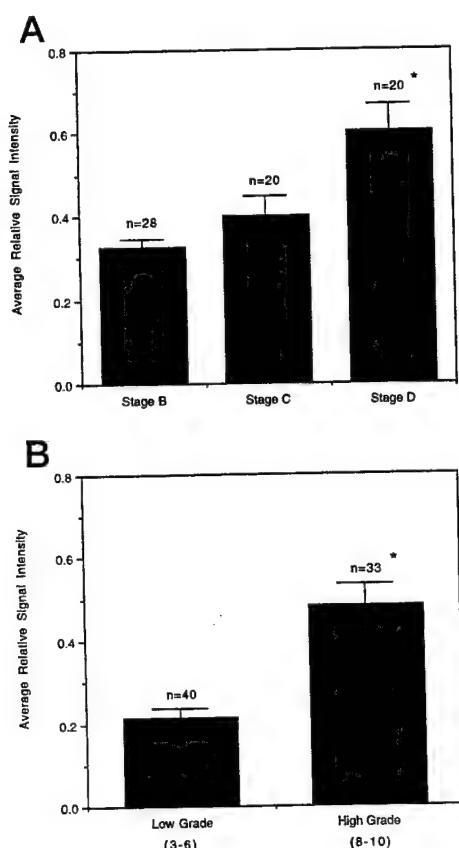 A
Average Relative Signal Intensity
0.8
0.6
0.4
0.2
0.0
n=28
n=20
n=20 *
Stage B
Stage C
Stage D
B
Average Relative Signal Intensity
0.8
0.6
0.4
0.2
0.0
n=40
n=33 *
Low Grade
(3-6)
High Grade
(8-10)